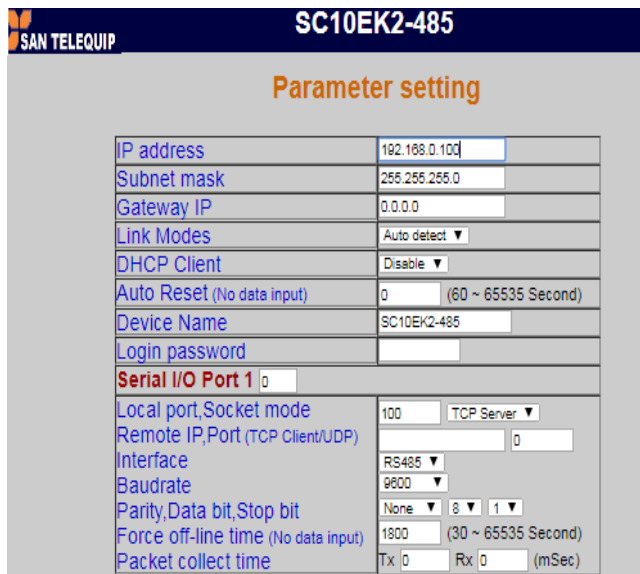 SAN TELEQUIP
SC10EK2-485
Parameter setting
IP address 192.168.0.100
Subnet mask 255.255.255.0
Gateway IP 0.0.0.0
Link Modes Auto detect ▼
DHCP Client Disable ▼
Auto Reset (No data input) 0 (60 ~ 65535 Second)
Device Name SC10EK2-485
Login password
Serial I/O Port 1 0
Local port,Socket mode 100 TCP Server ▼
Remote IP,Port (TCP Client/UDP) 0
Interface RS485 ▼
Baudrate 9600 ▼
Parity,Data bit,Stop bit None ▼ 8 ▼ 1 ▼
Force off-line time (No data input) 1800 (30 ~ 65535 Second)
Packet collect time Tx 0 Rx 0 (mSec)